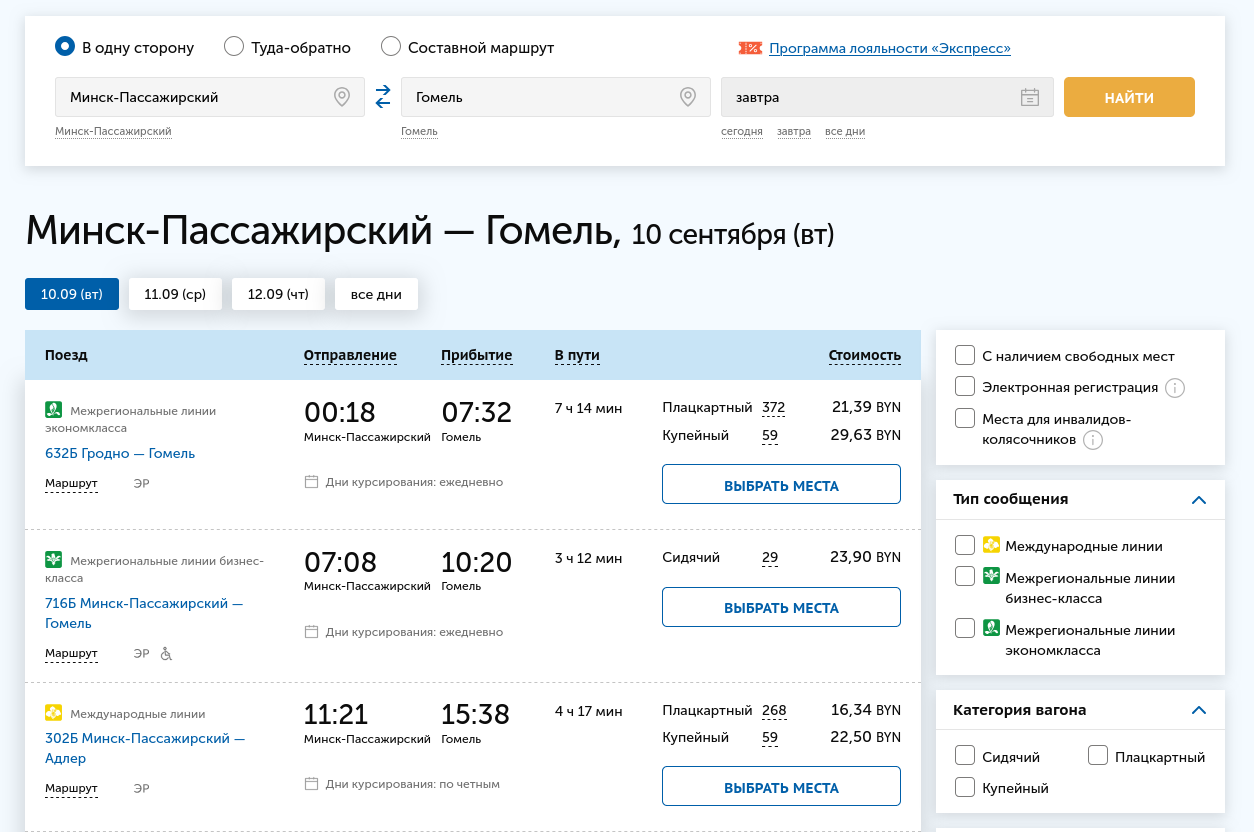 В одну сторону Туда-обратно Составной маршрут Программа лояльности «Экспресс»
Минск-Пассажирский Гомель завтра НАЙТИ
Минск-Пассажирский Гомель сегодня завтра все дни
Минск-Пассажирский — Гомель, 10 сентября (вт)
10.09 (вт) 11.09 (ср) 12.09 (чт) все дни
Поезд Отправление Прибытие В пути Стоимость
Межрегиональные линии
экономкласса
632Б Гродно — Гомель
Маршрут ЭР
00:18 07:32 7 ч 14 мин
Минск-Пассажирский Гомель
Дни курсирования: ежедневно
Плацкартный 372 21,39 BYN
Купейный 59 29,63 BYN
ВЫБРАТЬ МЕСТА
Межрегиональные линии бизнес-
класса
716Б Минск-Пассажирский —
Гомель
Маршрут ЭР
07:08 10:20 3 ч 12 мин
Минск-Пассажирский Гомель
Дни курсирования: ежедневно
Сидячий 29 23,90 BYN
ВЫБРАТЬ МЕСТА
Международные линии
302Б Минск-Пассажирский —
Адлер
Маршрут ЭР
11:21 15:38 4 ч 17 мин
Минск-Пассажирский Гомель
Дни курсирования: по четным
Плацкартный 268 16,34 BYN
Купейный 59 22,50 BYN
ВЫБРАТЬ МЕСТА
С наличием свободных мест
Электронная регистрация
Места для инвалидов-
колясочников
Тип сообщения
Международные линии
Межрегиональные линии
бизнес-класса
Межрегиональные линии
экономкласса
Категория вагона
Сидячий Плацкартный
Купейный